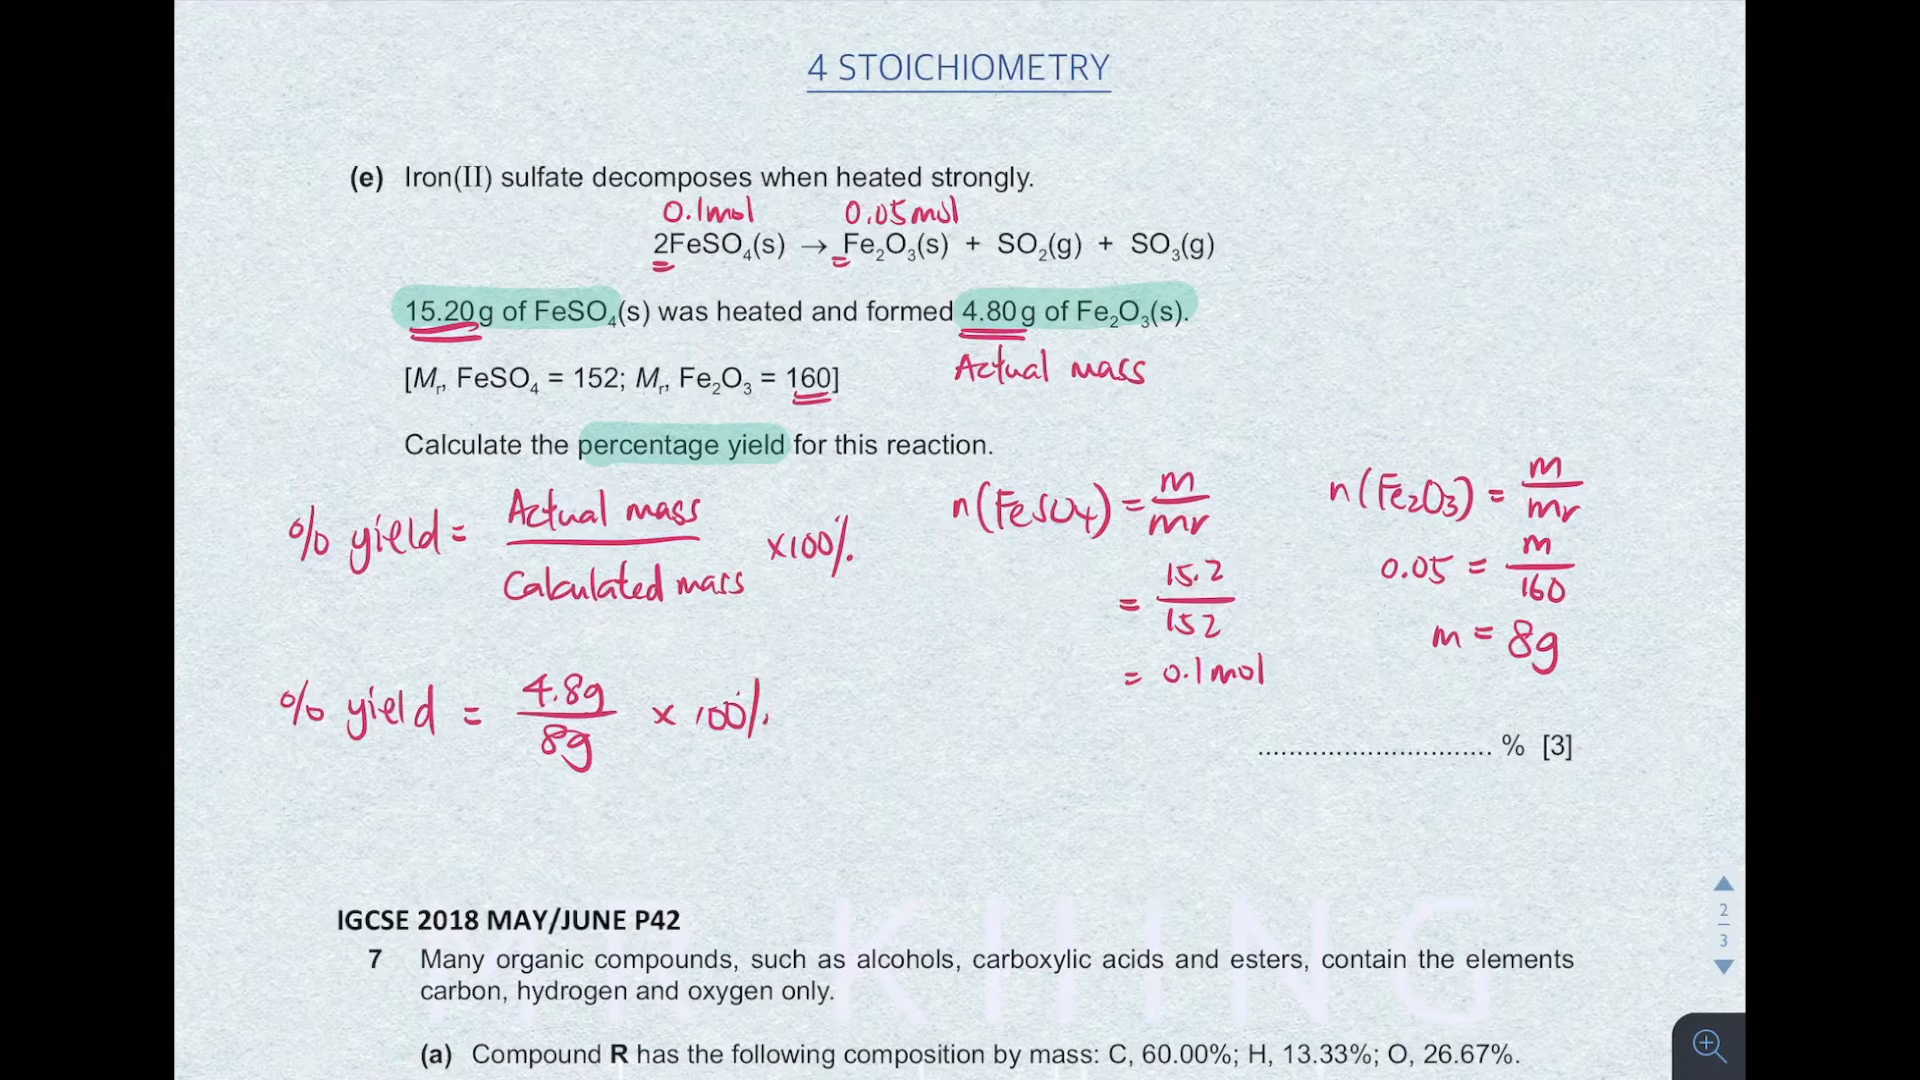 4 STOICHIOMETRY
(e) Iron(II) sulfate decomposes when heated strongly.
0.1mol 0.05mol
2FeSO₄(s) → Fe₂O₃(s) + SO₂(g) + SO₃(g)
15.20g of FeSO₄(s) was heated and formed 4.80g of Fe₂O₃(s).
Actual mass
[Mᵣ, FeSO₄ = 152; Mᵣ, Fe₂O₃ = 160]
Calculate the percentage yield for this reaction.
% yield = Actual mass / Calculated mass ×100%
n(FeSO₄) = m / mr
= 15.2 / 152
= 0.1mol
n(Fe₂O₃) = m / mr
0.05 = m / 160
m = 8g
% yield = 4.8g / 8g × 100%
.............................. % [3]
IGCSE 2018 MAY/JUNE P42
7 Many organic compounds, such as alcohols, carboxylic acids and esters, contain the elements
carbon, hydrogen and oxygen only.
(a) Compound R has the following composition by mass: C, 60.00%; H, 13.33%; O, 26.67%.
2
3